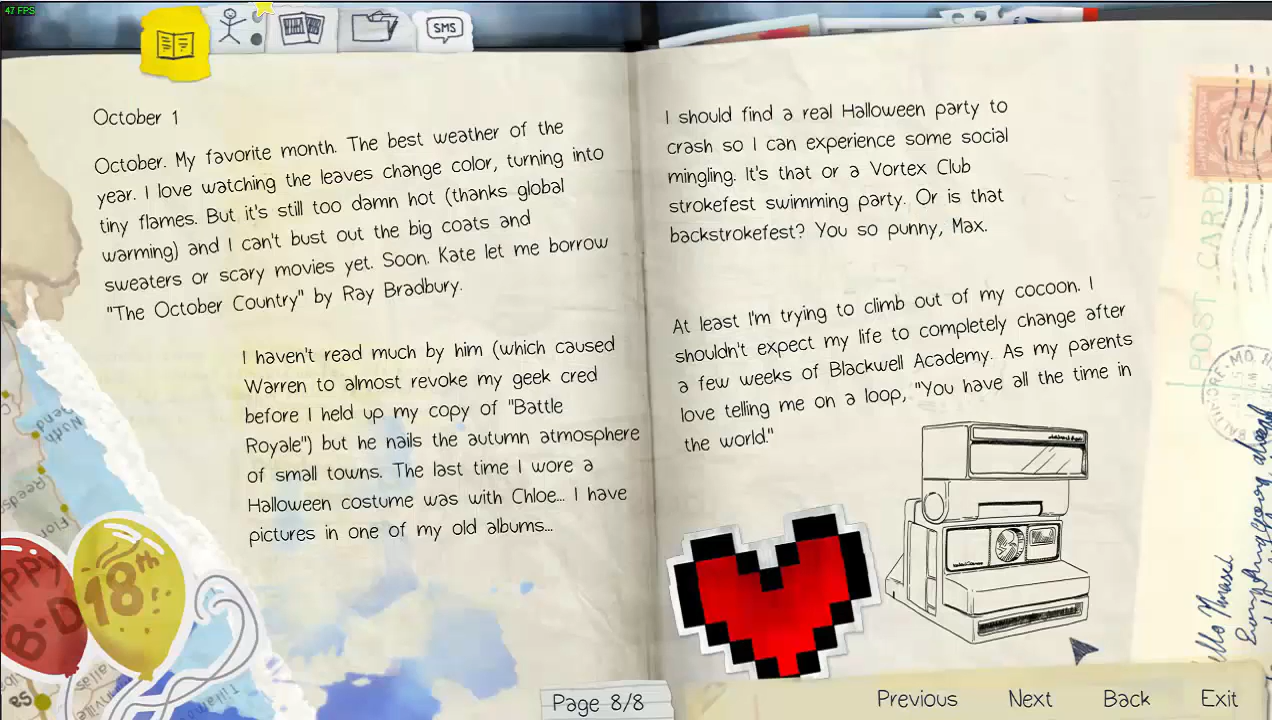 47 FPS
SMS
October 1
October. My favorite month. The best weather of the
year. I love watching the leaves change color, turning into
tiny flames. But it's still too damn hot (thanks global
warming) and I can't bust out the big coats and
sweaters or scary movies yet. Soon. Kate let me borrow
"The October Country" by Ray Bradbury.
I haven't read much by him (which caused
Warren to almost revoke my geek cred
before I held up my copy of "Battle
Royale") but he nails the autumn atmosphere
of small towns. The last time I wore a
Halloween costume was with Chloe... I have
pictures in one of my old albums...
I should find a real Halloween party to
crash so I can experience some social
mingling. It's that or a Vortex Club
strokefest swimming party. Or is that
backstrokefest? You so punny, Max.
At least I'm trying to climb out of my cocoon. I
shouldn't expect my life to completely change after
a few weeks of Blackwell Academy. As my parents
love telling me on a loop, "You have all the time in
the world."
North
Bend
18th
B-D
POST CARD
Page 8/8
Previous
Next
Back
Exit